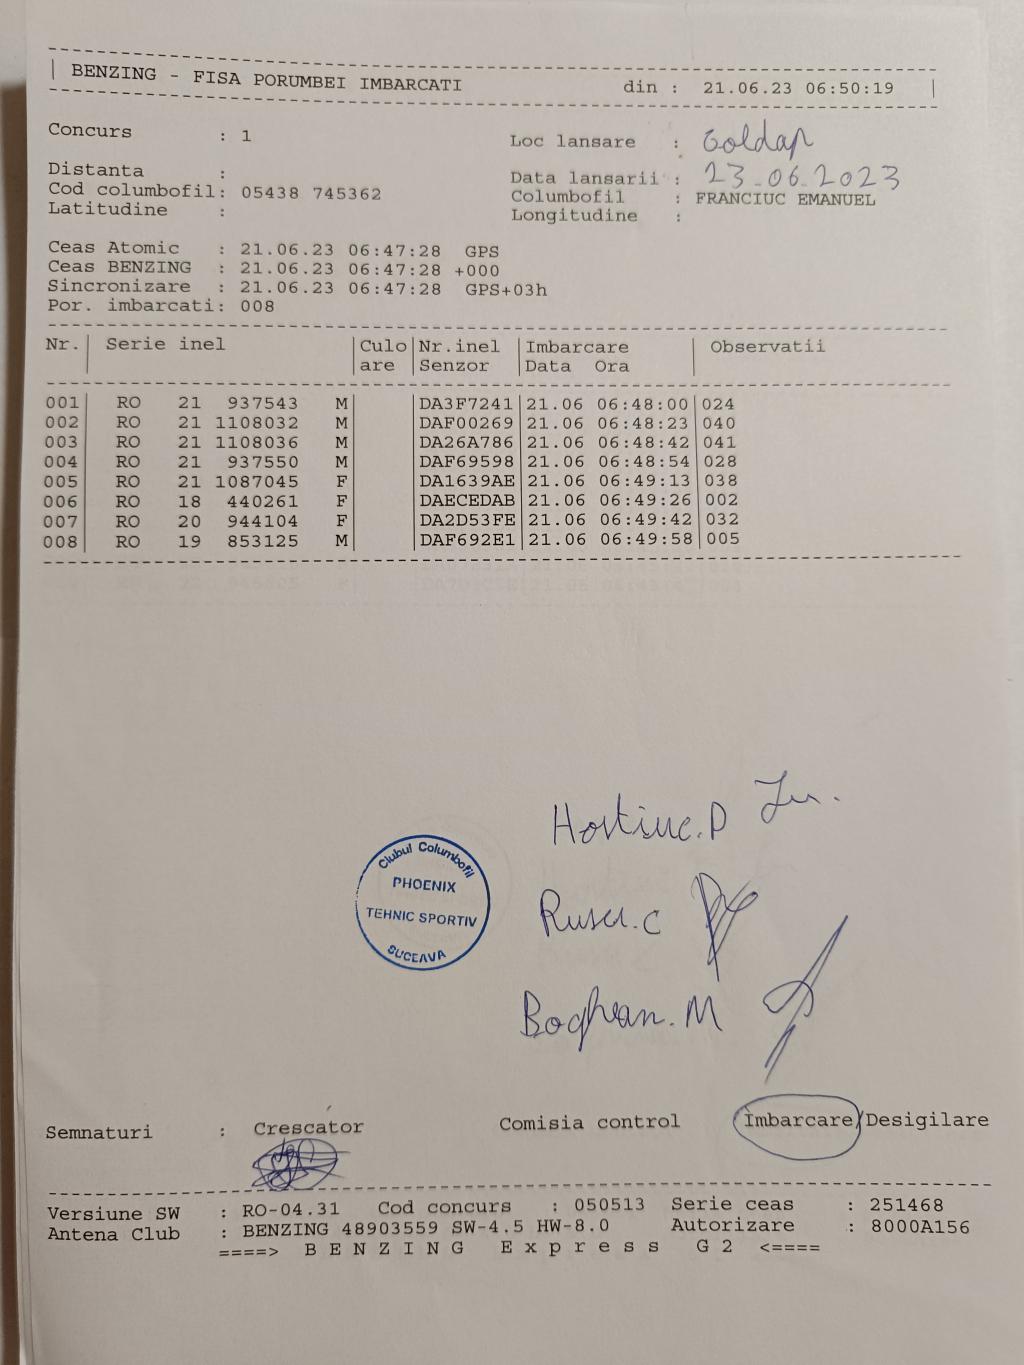 BENZING - FISA PORUMBEI IMBARCATI din : 21.06.23 06:50:19
Concurs : 1 Loc lansare : Goldap
Distanta : Data lansarii : 23.06.2023
Cod columbofil: 05438 745362 Columbofil : FRANCIUC EMANUEL
Latitudine : Longitudine :
Ceas Atomic : 21.06.23 06:47:28 GPS
Ceas BENZING : 21.06.23 06:47:28 +000
Sincronizare : 21.06.23 06:47:28 GPS+03h
Por. imbarcati: 008
Nr. Serie inel Culo Nr.inel Imbarcare Observatii
are Senzor Data Ora
001 RO 21 937543 M DA3F7241 21.06 06:48:00 024
002 RO 21 1108032 M DAF00269 21.06 06:48:23 040
003 RO 21 1108036 M DA26A786 21.06 06:48:42 041
004 RO 21 937550 M DAF69598 21.06 06:48:54 028
005 RO 21 1087045 F DA1639AE 21.06 06:49:13 038
006 RO 18 440261 F DAECEDAB 21.06 06:49:26 002
007 RO 20 944104 F DA2D53FE 21.06 06:49:42 032
008 RO 19 853125 M DAF692E1 21.06 06:49:58 005
Hostiuc.P
Clubul Columbofil
PHOENIX
TEHNIC SPORTIV
SUCEAVA
Rusu.C
Boghean.M
Semnaturi : Crescator Comisia control Imbarcare/Desigilare
Versiune SW : RO-04.31 Cod concurs : 050513 Serie ceas : 251468
Antena Club : BENZING 48903559 SW-4.5 HW-8.0 Autorizare : 8000A156
====> B E N Z I N G E x p r e s s G 2 <====